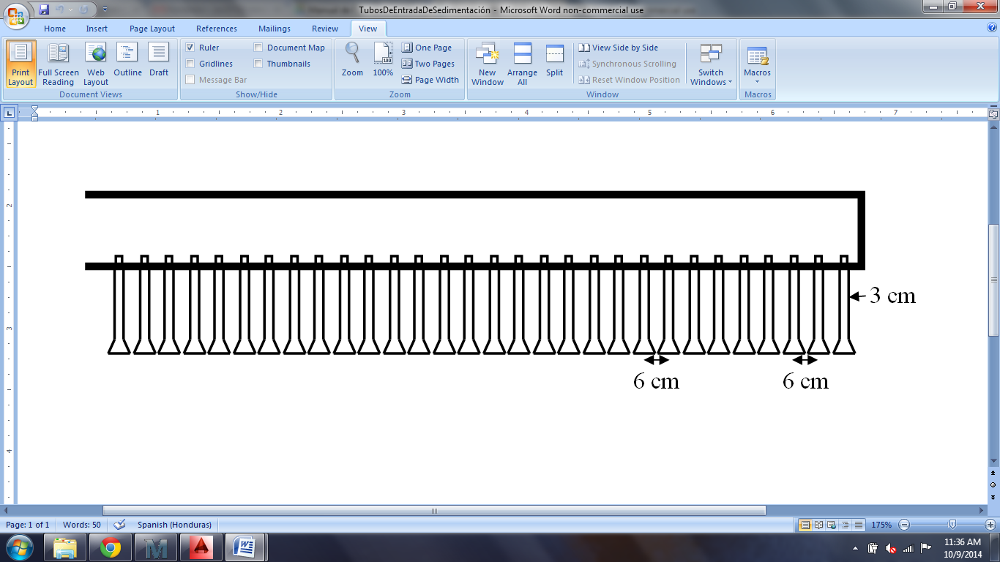 TubosDeEntradaDeSedimentación - Microsoft Word non-commercial use
Home Insert Page Layout References Mailings Review View
Print Layout
Full Screen Reading
Web Layout
Outline
Draft
Document Views
Ruler
Gridlines
Message Bar
Document Map
Thumbnails
Show/Hide
Zoom
100
100%
One Page
Two Pages
Page Width
Zoom
New Window
Arrange All
Split
View Side by Side
Synchronous Scrolling
Reset Window Position
Switch Windows
Window
Macros
Macros
L
1 2 3 4 5 6 7
2
3
4
3 cm
6 cm 6 cm
Page: 1 of 1 Words: 50 Spanish (Honduras) 175%
11:36 AM
10/9/2014